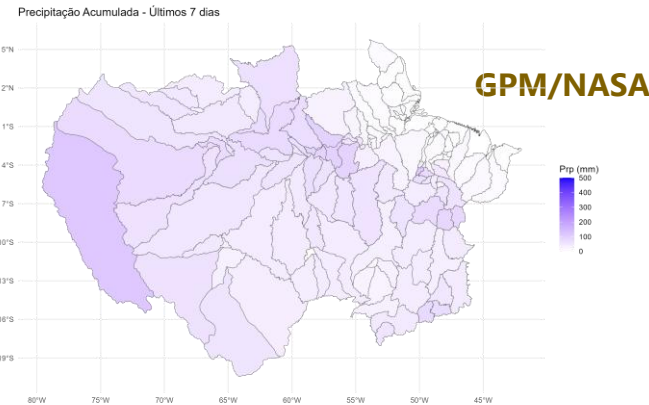 Precipitação Acumulada - Últimos 7 dias
GPM/NASA
5°N
2°N
1°S
4°S
7°S
10°S
13°S
16°S
19°S
Prp (mm)
500
400
300
200
100
0
80°W 75°W 70°W 65°W 60°W 55°W 50°W 45°W